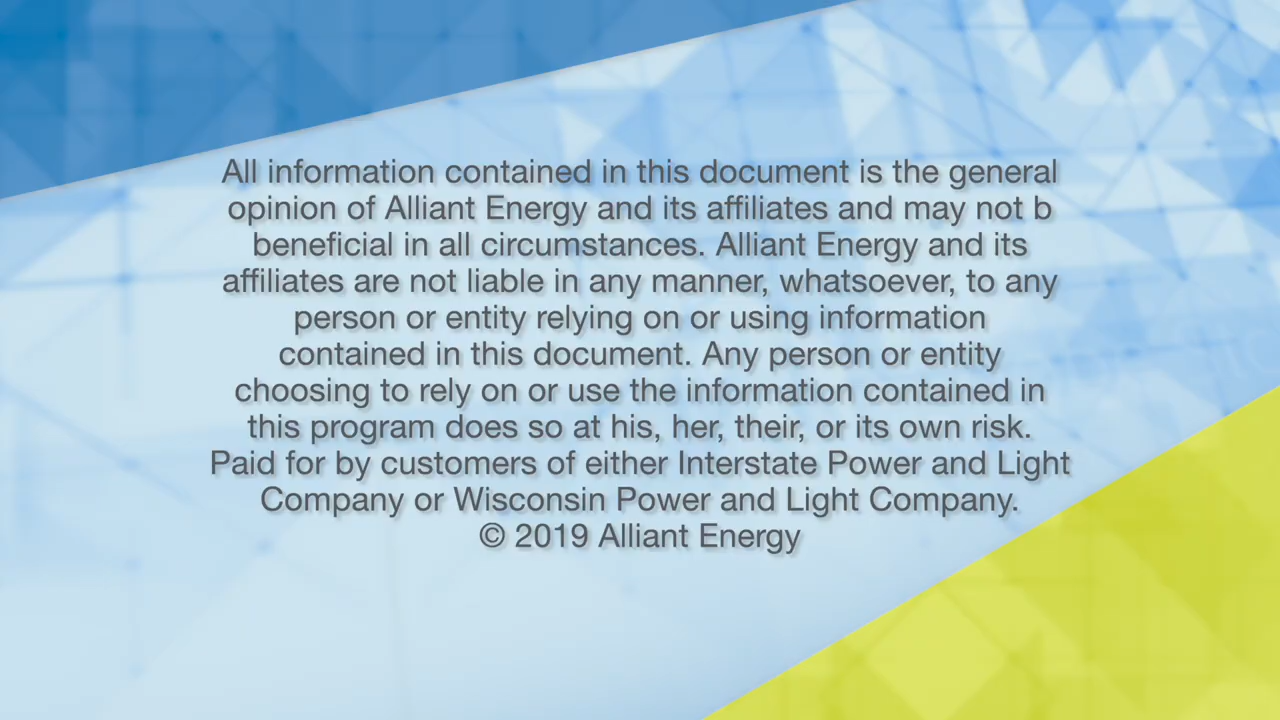 All information contained in this document is the general
opinion of Alliant Energy and its affiliates and may not b
beneficial in all circumstances. Alliant Energy and its
affiliates are not liable in any manner, whatsoever, to any
person or entity relying on or using information
contained in this document. Any person or entity
choosing to rely on or use the information contained in
this program does so at his, her, their, or its own risk.
Paid for by customers of either Interstate Power and Light
Company or Wisconsin Power and Light Company.
© 2019 Alliant Energy